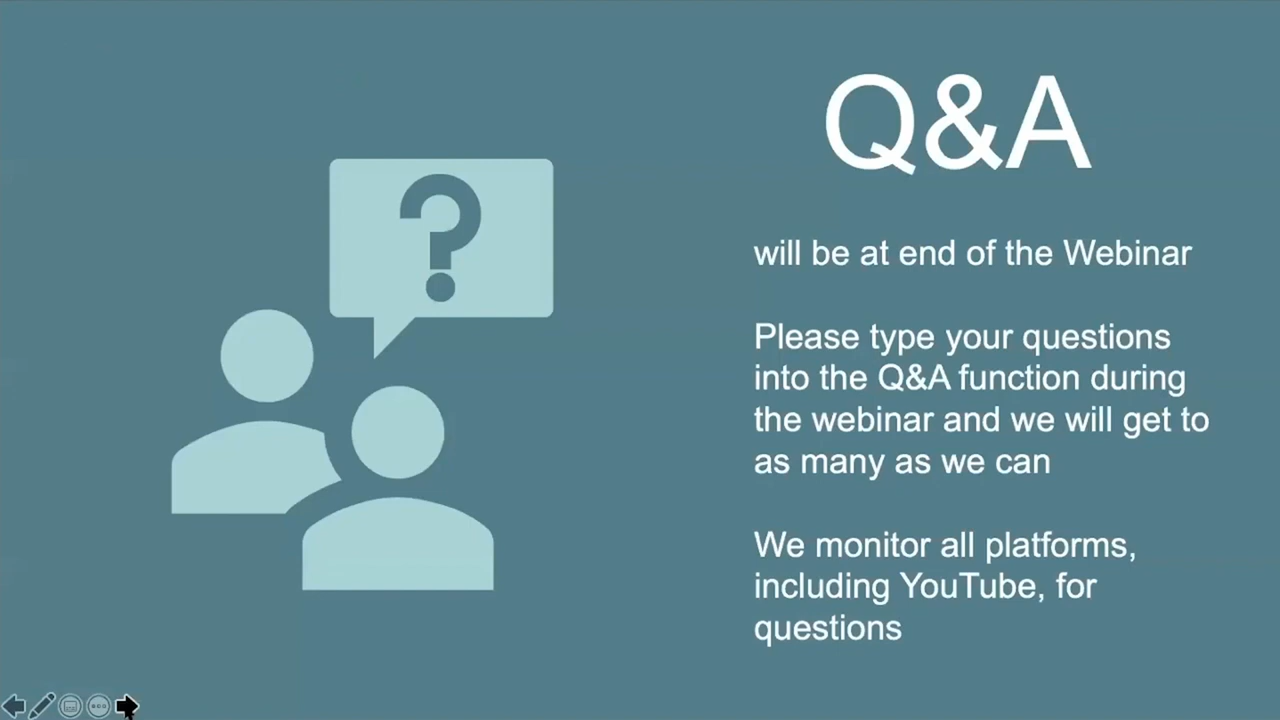 Q&A
will be at end of the Webinar
Please type your questions
into the Q&A function during
the webinar and we will get to
as many as we can
We monitor all platforms,
including YouTube, for
questions
?